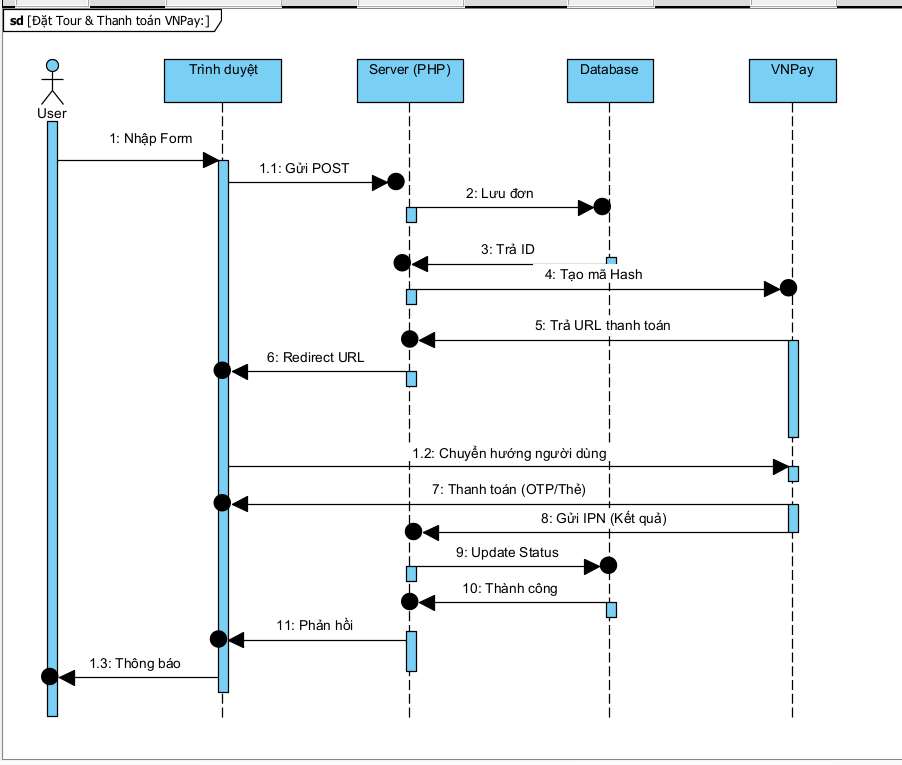 sd [Đặt Tour & Thanh toán VNPay:]
Trình duyệt
Server (PHP)
Database
VNPay
User
1: Nhập Form
1.1: Gửi POST
2: Lưu đơn
3: Trả ID
4: Tạo mã Hash
5: Trả URL thanh toán
6: Redirect URL
1.2: Chuyển hướng người dùng
7: Thanh toán (OTP/Thẻ)
8: Gửi IPN (Kết quả)
9: Update Status
10: Thành công
11: Phản hồi
1.3: Thông báo